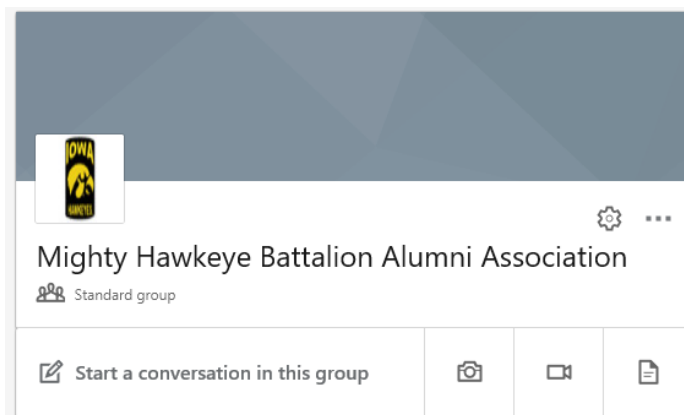 IOWA
HAWKEYES
Mighty Hawkeye Battalion Alumni Association
Standard group
Start a conversation in this group